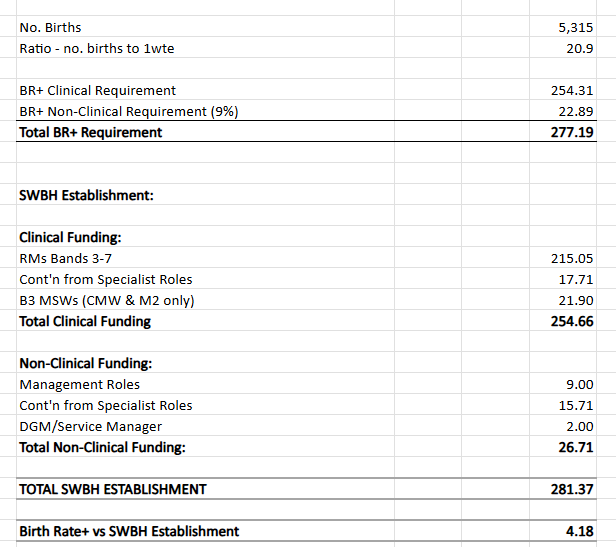 No. Births 5,315
Ratio - no. births to 1wte 20.9
BR+ Clinical Requirement 254.31
BR+ Non-Clinical Requirement (9%) 22.89
Total BR+ Requirement 277.19
SWBH Establishment:
Clinical Funding:
RMs Bands 3-7 215.05
Cont'n from Specialist Roles 17.71
B3 MSWs (CMW & M2 only) 21.90
Total Clinical Funding 254.66
Non-Clinical Funding:
Management Roles 9.00
Cont'n from Specialist Roles 15.71
DGM/Service Manager 2.00
Total Non-Clinical Funding: 26.71
TOTAL SWBH ESTABLISHMENT 281.37
Birth Rate+ vs SWBH Establishment 4.18